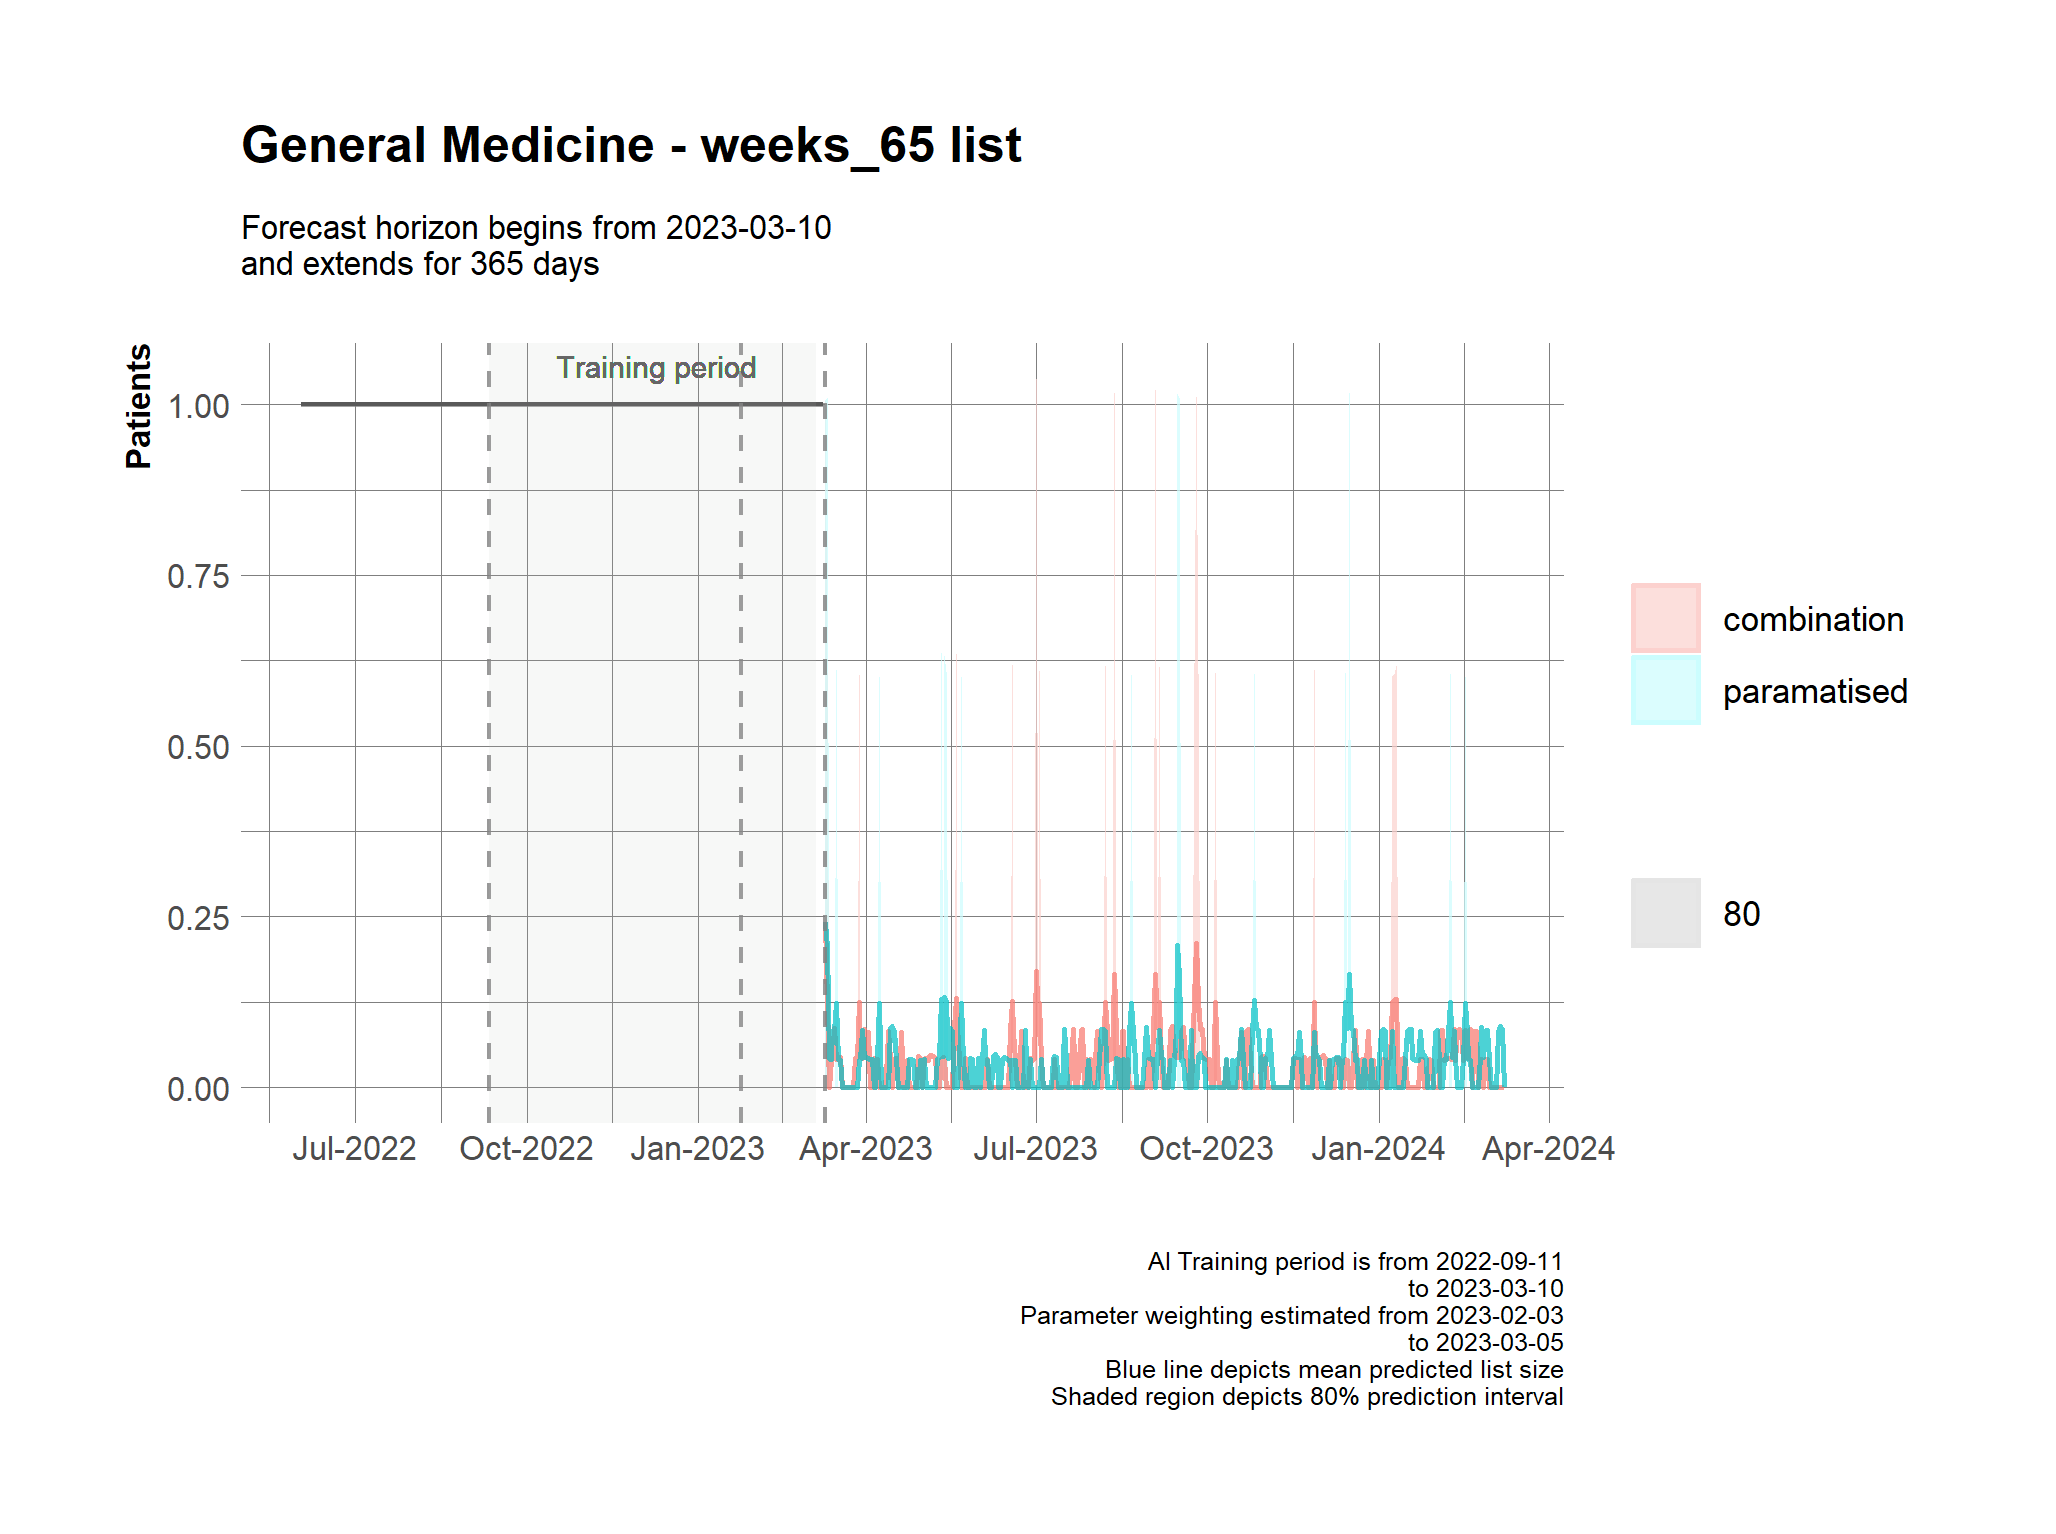 General Medicine - weeks_65 list
Forecast horizon begins from 2023-03-10
and extends for 365 days
Patients
Training period
1.00
0.75
0.50
0.25
0.00
Jul-2022 Oct-2022 Jan-2023 Apr-2023 Jul-2023 Oct-2023 Jan-2024 Apr-2024
combination
paramatised
80
AI Training period is from 2022-09-11
to 2023-03-10
Parameter weighting estimated from 2023-02-03
to 2023-03-05
Blue line depicts mean predicted list size
Shaded region depicts 80% prediction interval